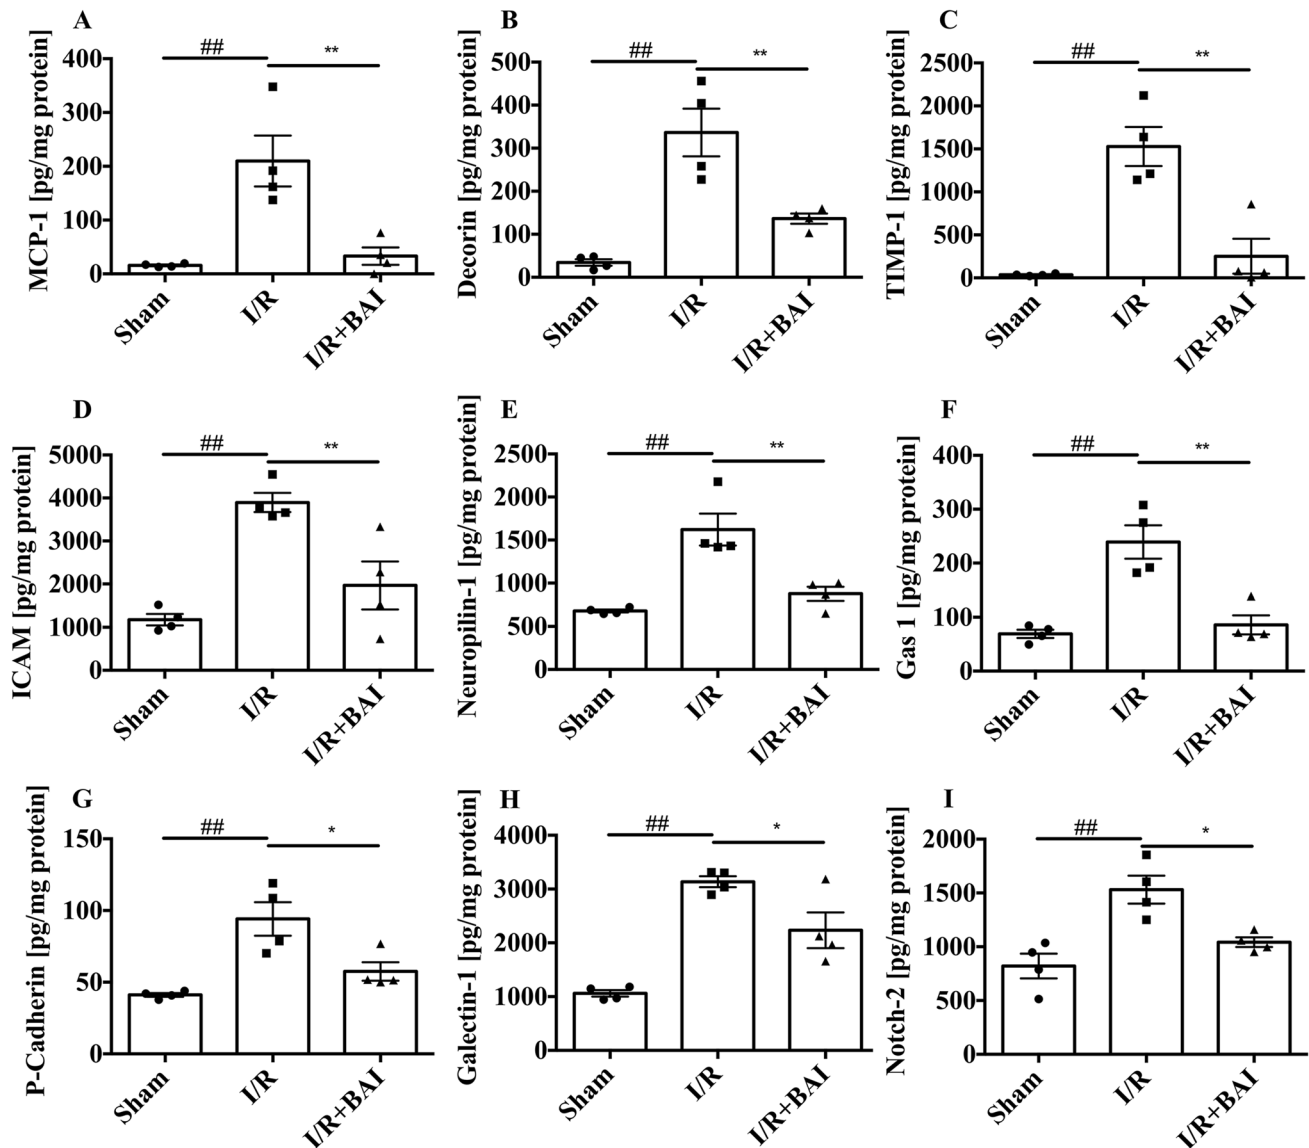 A
MCP-1 [pg/mg protein]
400
300
200
100
0
##
**
Sham
I/R
I/R+BAI
B
Decorin [pg/mg protein]
500
400
300
200
100
0
##
**
Sham
I/R
I/R+BAI
C
TIMP-1 [pg/mg protein]
2500
2000
1500
1000
500
0
##
**
Sham
I/R
I/R+BAI
D
ICAM [pg/mg protein]
5000
4000
3000
2000
1000
0
##
**
Sham
I/R
I/R+BAI
E
Neuropilin-1 [pg/mg protein]
2500
2000
1500
1000
500
0
##
**
Sham
I/R
I/R+BAI
F
Gas 1 [pg/mg protein]
400
300
200
100
0
##
**
Sham
I/R
I/R+BAI
G
P-Cadherin [pg/mg protein]
150
100
50
0
##
*
Sham
I/R
I/R+BAI
H
Galectin-1 [pg/mg protein]
4000
3000
2000
1000
0
##
*
Sham
I/R
I/R+BAI
I
Notch-2 [pg/mg protein]
2000
1500
1000
500
0
##
*
Sham
I/R
I/R+BAI